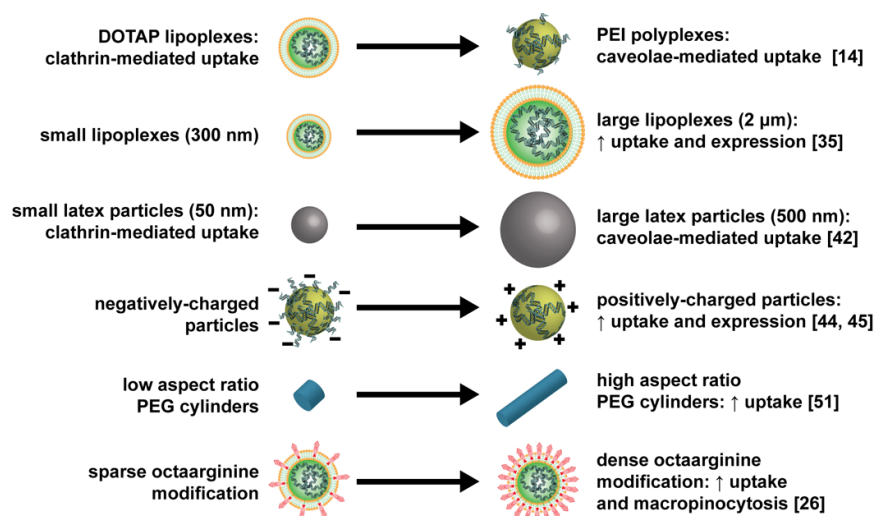 DOTAP lipoplexes:
clathrin-mediated uptake
PEI polyplexes:
caveolae-mediated uptake [14]
small lipoplexes (300 nm)
large lipoplexes (2 μm):
↑ uptake and expression [35]
small latex particles (50 nm):
clathrin-mediated uptake
large latex particles (500 nm):
caveolae-mediated uptake [42]
negatively-charged
particles
positively-charged particles:
↑ uptake and expression [44, 45]
low aspect ratio
PEG cylinders
high aspect ratio
PEG cylinders: ↑ uptake [51]
sparse octaarginine
modification
dense octaarginine
modification: ↑ uptake
and macropinocytosis [26]